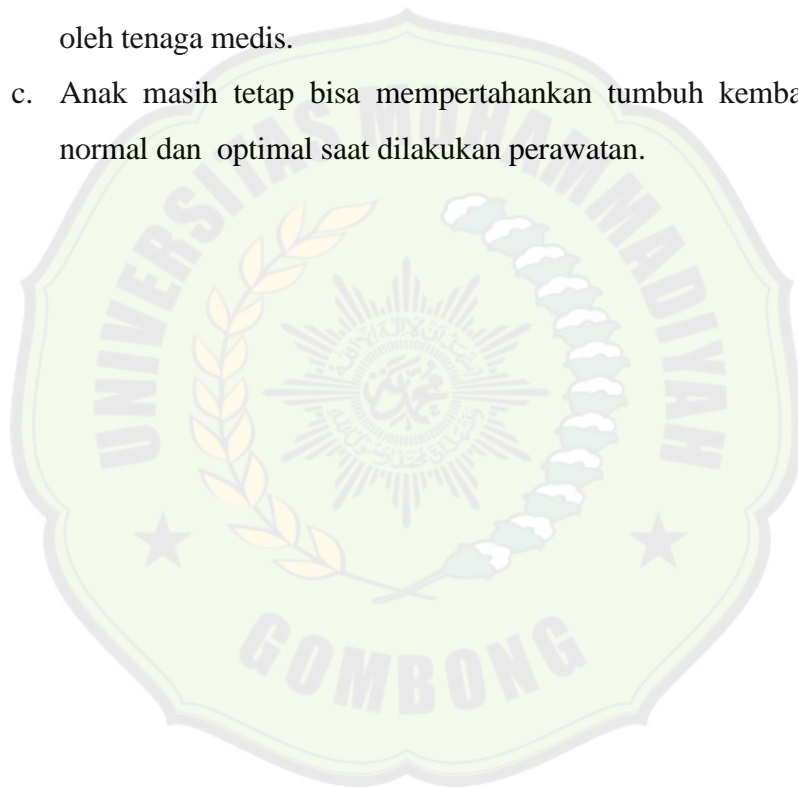 oleh tenaga medis.
c. Anak masih tetap bisa mempertahankan tumbuh kemba
normal dan optimal saat dilakukan perawatan.
UNIVERSITAS MUHAMMADIYAH
GOMBONG